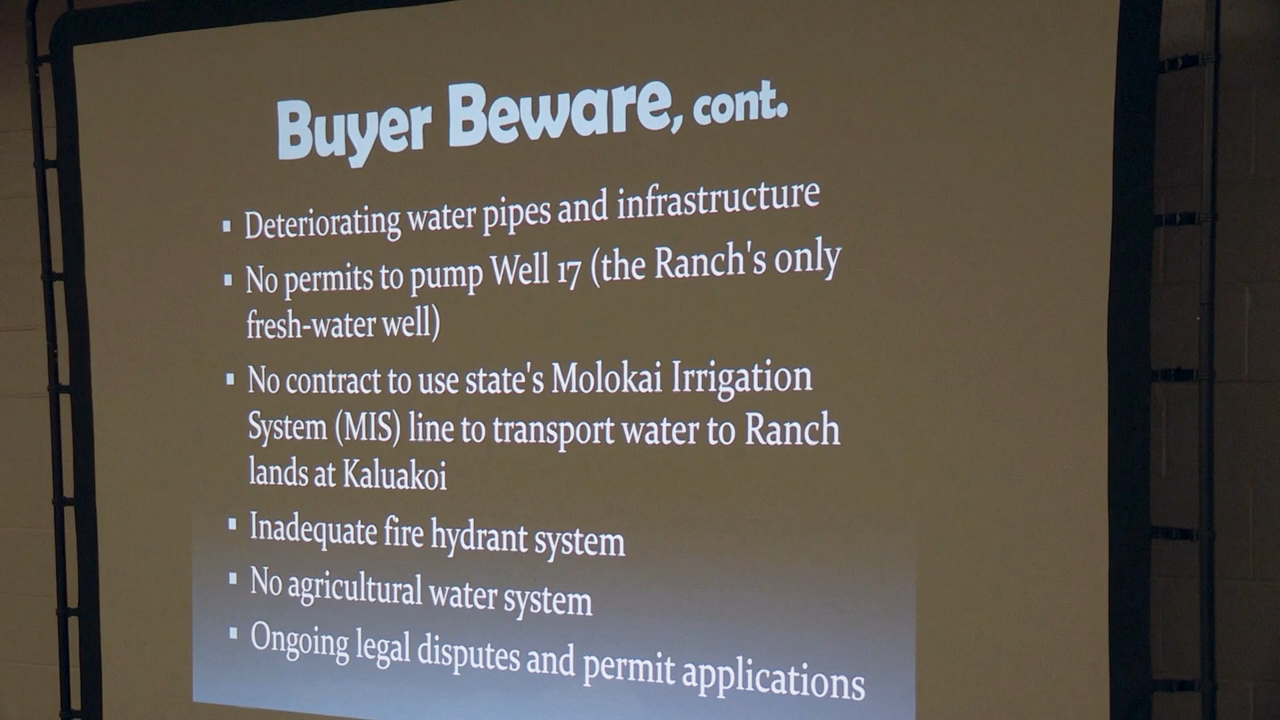 Buyer Beware, cont.
▪ Deteriorating water pipes and infrastructure
▪ No permits to pump Well 17 (the Ranch's only
fresh-water well)
▪ No contract to use state's Molokai Irrigation
System (MIS) line to transport water to Ranch
lands at Kaluakoi
▪ Inadequate fire hydrant system
▪ No agricultural water system
▪ Ongoing legal disputes and permit applications